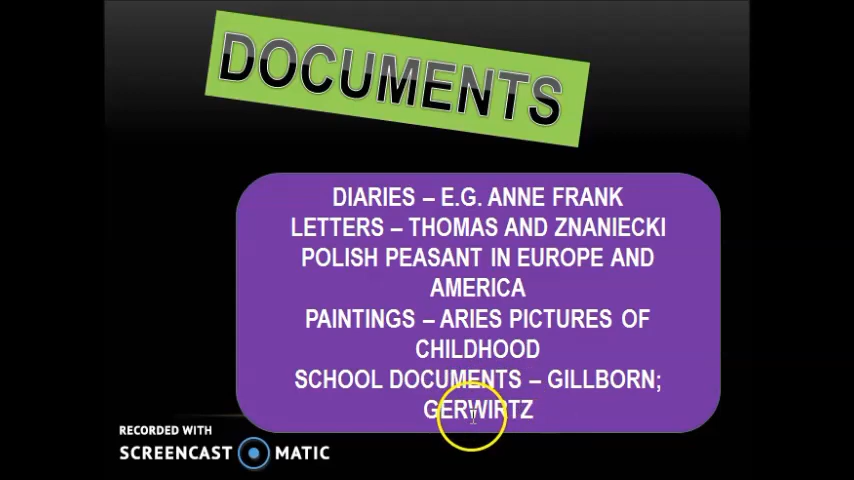 DOCUMENTS
DIARIES – E.G. ANNE FRANK
LETTERS – THOMAS AND ZNANIECKI
POLISH PEASANT IN EUROPE AND
AMERICA
PAINTINGS – ARIES PICTURES OF
CHILDHOOD
SCHOOL DOCUMENTS – GILLBORN;
GERWIRTZ
RECORDED WITH
SCREENCAST MATIC